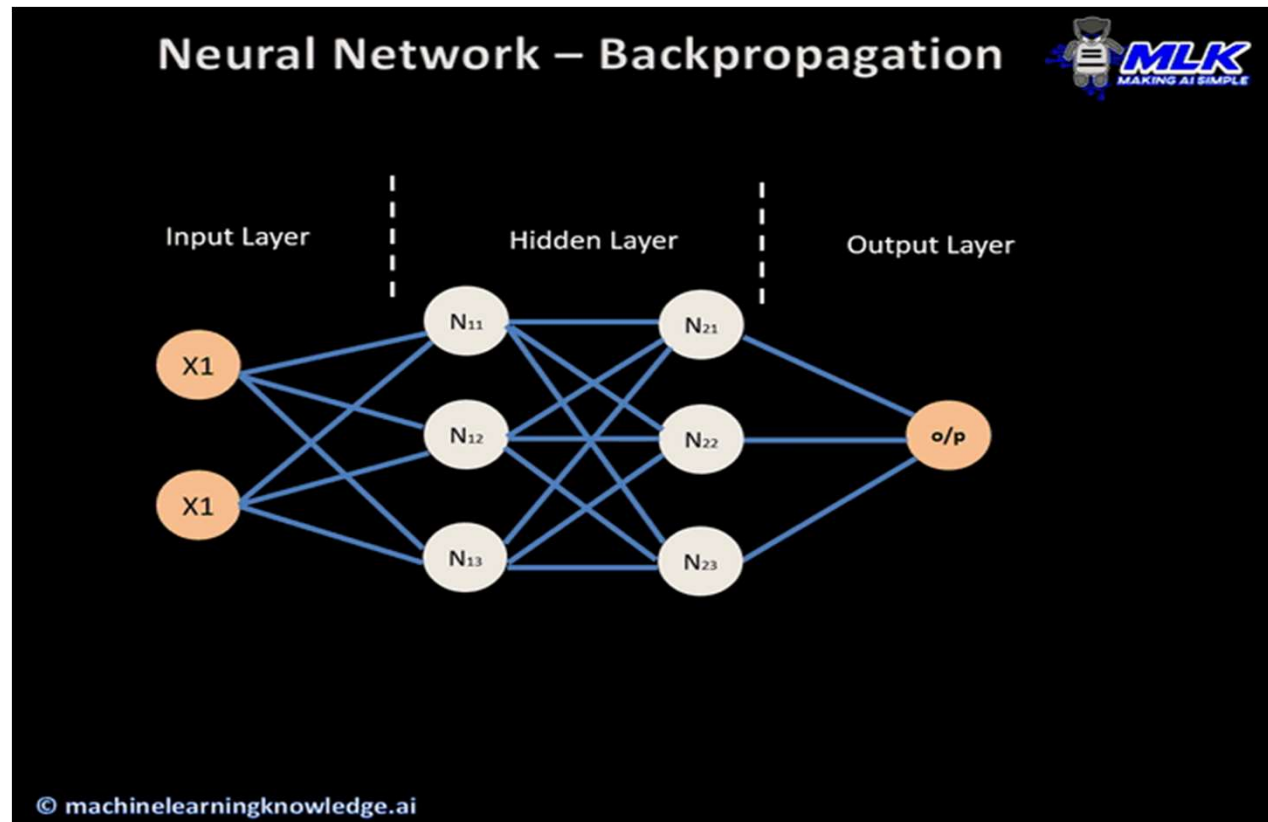 Neural Network – Backpropagation
MLK
MAKING AI SIMPLE
Input Layer
Hidden Layer
Output Layer
X1
X1
N₁₁
N₁₂
N₁₃
N₂₁
N₂₂
N₂₃
o/p
© machinelearningknowledge.ai